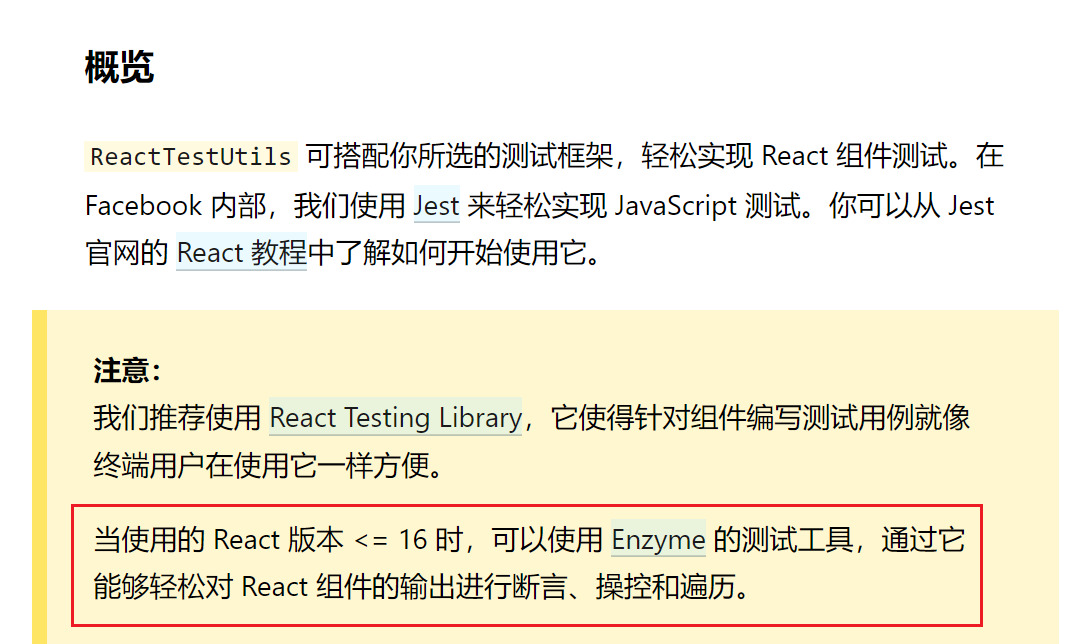 概览
ReactTestUtils 可搭配你所选的测试框架，轻松实现 React 组件测试。在
Facebook 内部，我们使用 Jest 来轻松实现 JavaScript 测试。你可以从 Jest
官网的 React 教程中了解如何开始使用它。
注意：
我们推荐使用 React Testing Library，它使得针对组件编写测试用例就像
终端用户在使用它一样方便。
当使用的 React 版本 <= 16 时，可以使用 Enzyme 的测试工具，通过它
能够轻松对 React 组件的输出进行断言、操控和遍历。